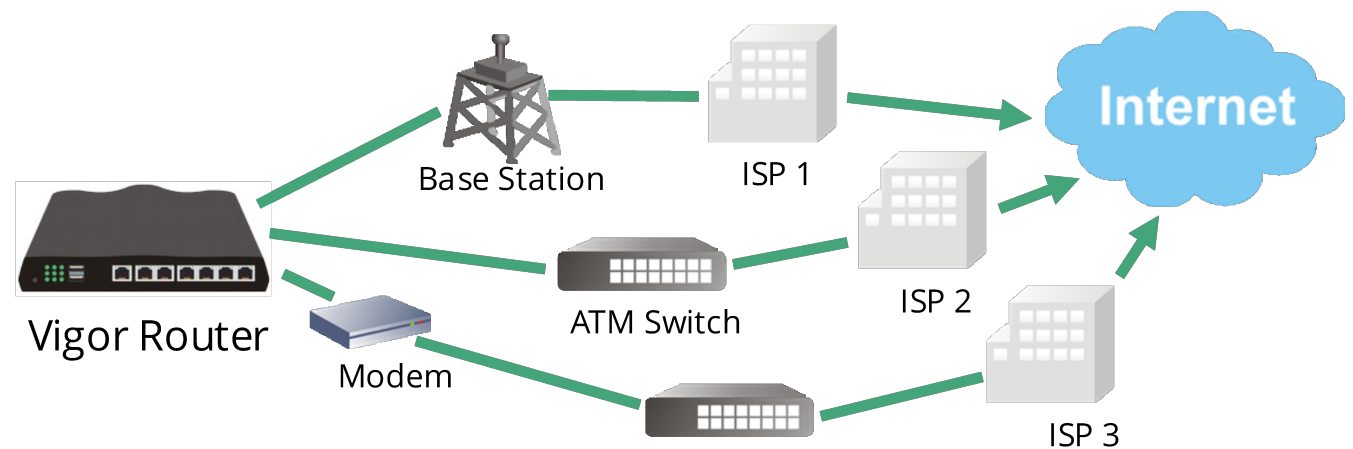 Internet
Base Station
ISP 1
ISP 2
Vigor Router
ATM Switch
Modem
ISP 3